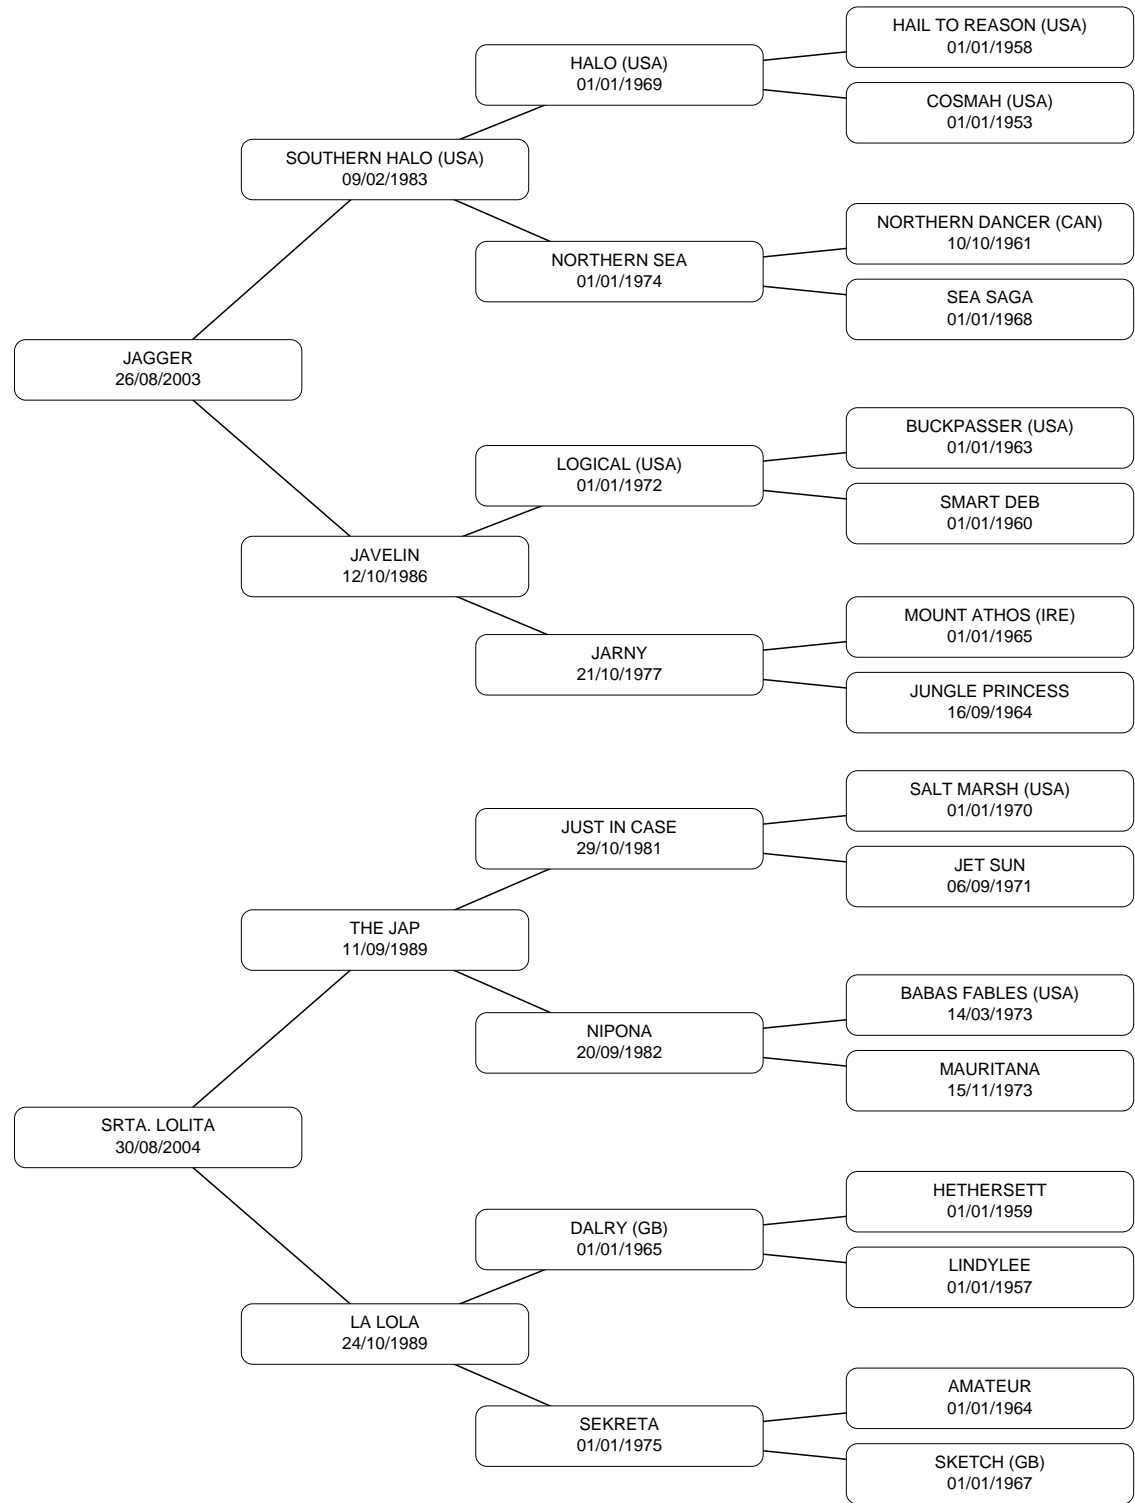 HAIL TO REASON (USA)
01/01/1958
HALO (USA)
01/01/1969
COSMAH (USA)
01/01/1953
SOUTHERN HALO (USA)
09/02/1983
NORTHERN DANCER (CAN)
10/10/1961
NORTHERN SEA
01/01/1974
SEA SAGA
01/01/1968
JAGGER
26/08/2003
BUCKPASSER (USA)
01/01/1963
LOGICAL (USA)
01/01/1972
SMART DEB
01/01/1960
JAVELIN
12/10/1986
MOUNT ATHOS (IRE)
01/01/1965
JARNY
21/10/1977
JUNGLE PRINCESS
16/09/1964
SALT MARSH (USA)
01/01/1970
JUST IN CASE
29/10/1981
JET SUN
06/09/1971
THE JAP
11/09/1989
BABAS FABLES (USA)
14/03/1973
NIPONA
20/09/1982
MAURITANA
15/11/1973
SRTA. LOLITA
30/08/2004
HETHERSETT
01/01/1959
DALRY (GB)
01/01/1965
LINDYLEE
01/01/1957
LA LOLA
24/10/1989
AMATEUR
01/01/1964
SEKRETA
01/01/1975
SKETCH (GB)
01/01/1967